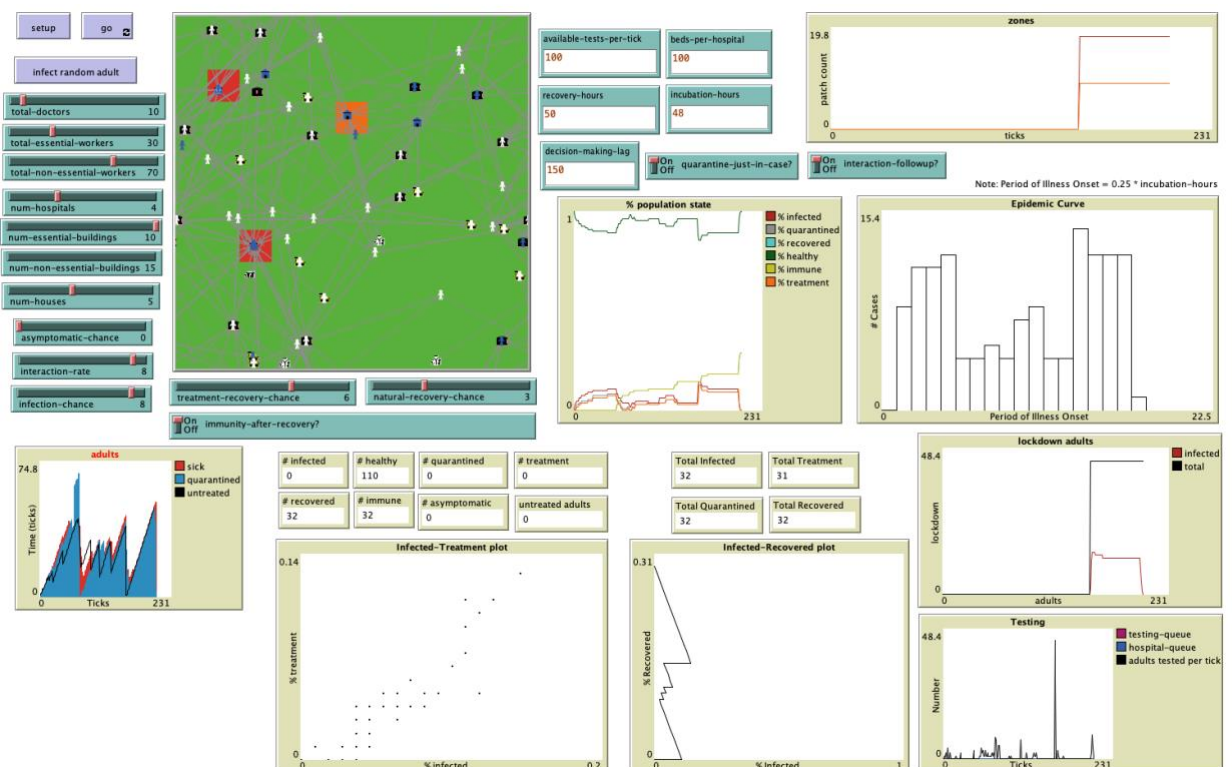 setup
go
infect random adult
total-doctors 10
total-essential-workers 30
total-non-essential-workers 70
num-hospitals 4
num-essential-buildings 10
num-non-essential-buildings 15
num-houses 5
asymptomatic-chance 0
interaction-rate 8
infection-chance 8
treatment-recovery-chance 6
natural-recovery-chance 3
On
Off
immunity-after-recovery?
available-tests-per-tick
100
beds-per-hospital
100
recovery-hours
50
incubation-hours
48
decision-making-lag
150
On
Off
quarantine-just-in-case?
On
Off
interaction-followup?
zones
19.8
patch count
0
0
ticks
231
Note: Period of Illness Onset = 0.25 * incubation-hours
% population state
1
0
0
231
% infected
% quarantined
% recovered
% healthy
% immune
% treatment
Epidemic Curve
15.4
# Cases
0
0
Period of Illness Onset
22.5
adults
74.8
Time (ticks)
0
0
Ticks
231
sick
quarantined
untreated
# infected
0
# healthy
110
# quarantined
0
# treatment
0
# recovered
32
# immune
32
# asymptomatic
0
untreated adults
0
Total Infected
32
Total Treatment
31
Total Quarantined
32
Total Recovered
32
Infected-Treatment plot
0.14
% treatment
0
0
% infected
0.2
Infected-Recovered plot
0.31
% Recovered
0
0
% Infected
1
lockdown adults
48.4
lockdown
0
0
adults
231
infected
total
Testing
48.4
Number
0
0
Ticks
231
testing-queue
hospital-queue
adults tested per tick